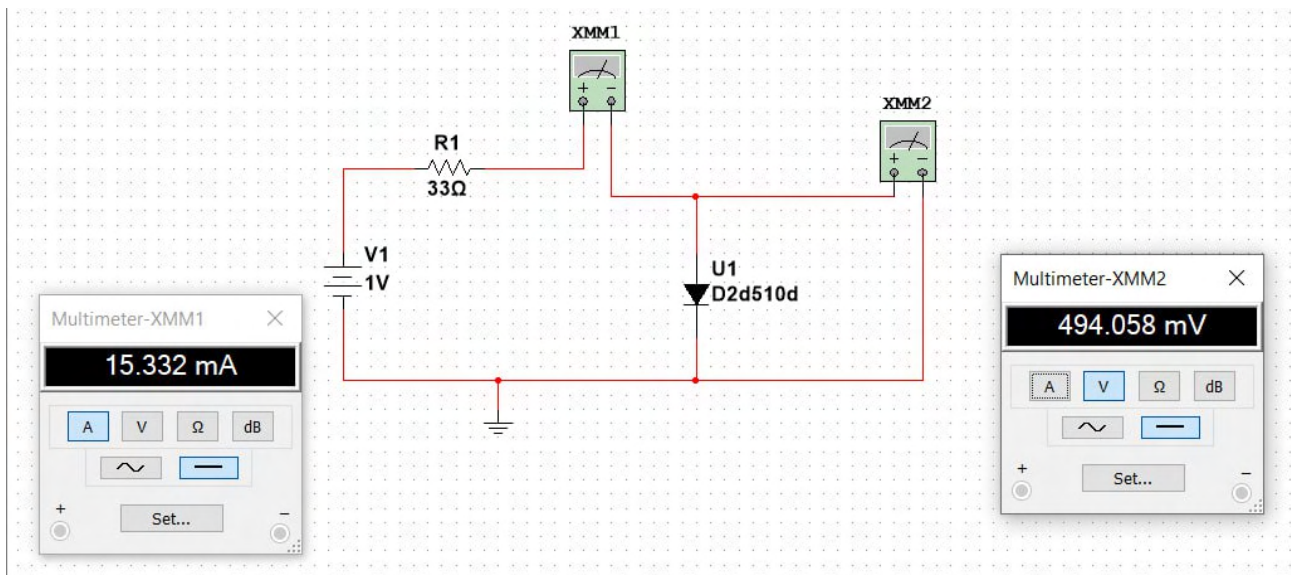 XMM1
+ −
XMM2
+ −
R1
33Ω
V1
1V
U1
D2d510d
Multimeter-XMM1 ×
15.332 mA
A V Ω dB
+ −
Set...
Multimeter-XMM2 ×
494.058 mV
A V Ω dB
+ −
Set...